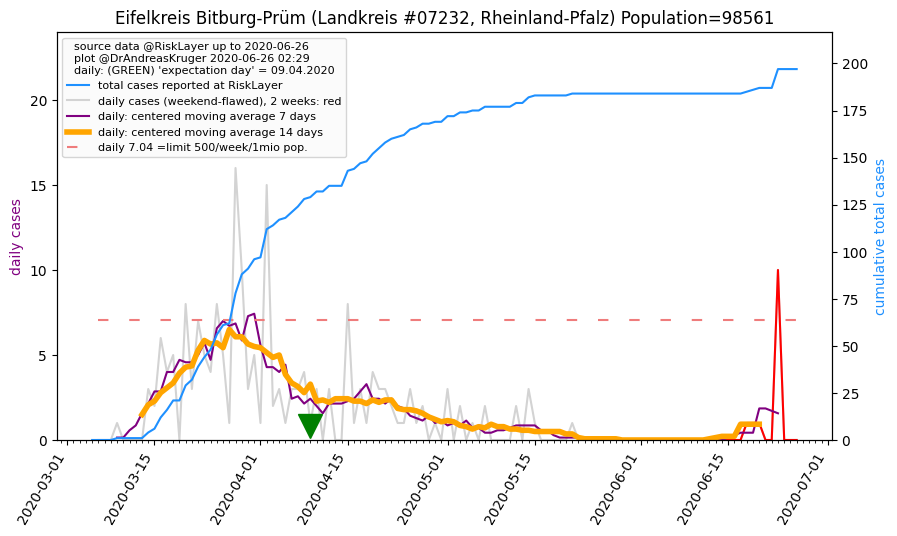 Eifelkreis Bitburg-Prüm (Landkreis #07232, Rheinland-Pfalz) Population=98561
source data @RiskLayer up to 2020-06-26
plot @DrAndreasKruger 2020-06-26 02:29
daily: (GREEN) 'expectation day' = 09.04.2020
total cases reported at RiskLayer
daily cases (weekend-flawed), 2 weeks: red
daily: centered moving average 7 days
daily: centered moving average 14 days
daily 7.04 =limit 500/week/1mio pop.
daily cases
20
15
10
5
0
cumulative total cases
200
175
150
125
100
75
50
25
0
2020-03-01
2020-03-15
2020-04-01
2020-04-15
2020-05-01
2020-05-15
2020-06-01
2020-06-15
2020-07-01